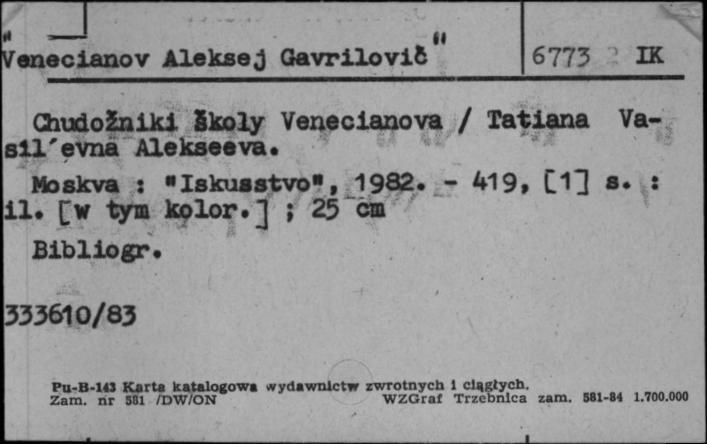 "Venecianov Aleksej Gavrilovič"
6773 IK
Chudožniki školy Venecianova / Tatiana Va-
sil′evna Alekseeva.
Moskva : "Iskusstvo", 1982. - 419, [1] s. :
il. [w tym kolor.] ; 25 cm
Bibliogr.
333610/83
Pu-B-143 Karta katalogowa wydawnictw zwrotnych i ciągłych.
Zam. nr 581 /DW/ON WZGraf Trzebnica zam. 581-84 1.700.000